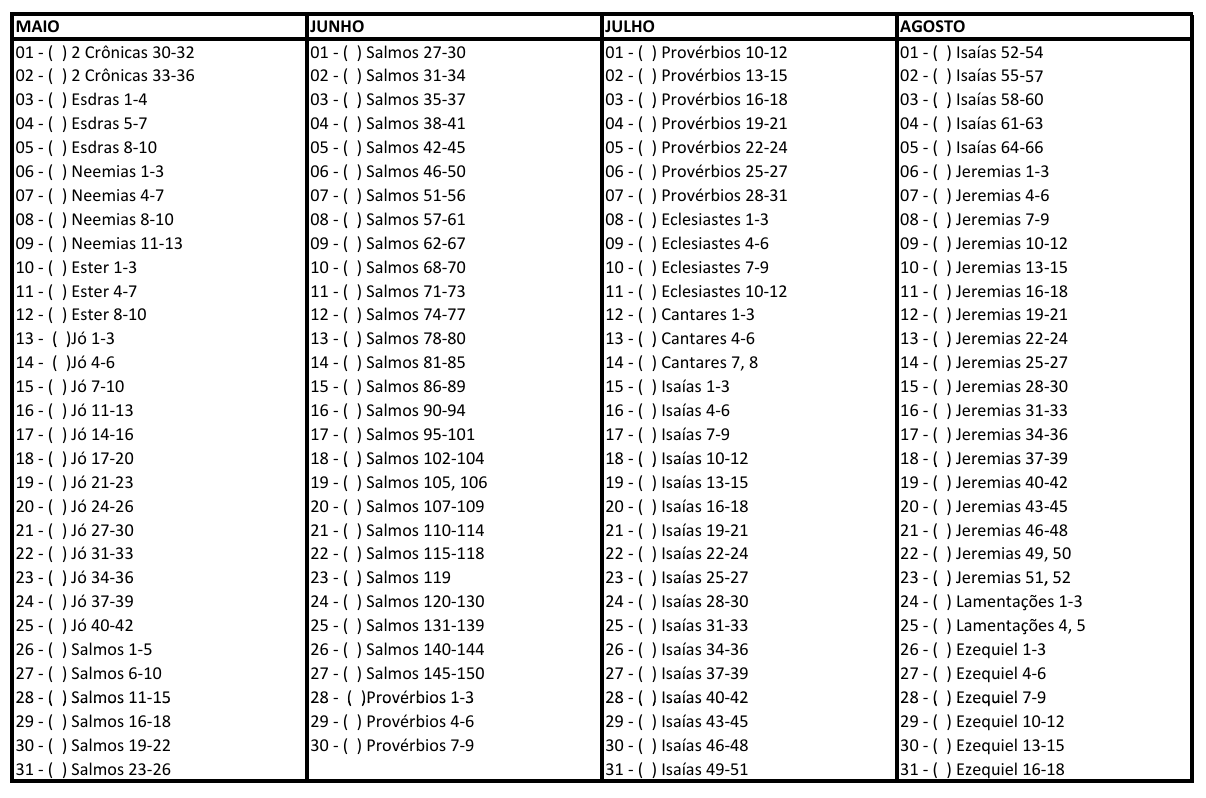 MAIO
01 - ( ) 2 Crônicas 30-32
02 - ( ) 2 Crônicas 33-36
03 - ( ) Esdras 1-4
04 - ( ) Esdras 5-7
05 - ( ) Esdras 8-10
06 - ( ) Neemias 1-3
07 - ( ) Neemias 4-7
08 - ( ) Neemias 8-10
09 - ( ) Neemias 11-13
10 - ( ) Ester 1-3
11 - ( ) Ester 4-7
12 - ( ) Ester 8-10
13 - ( )Jó 1-3
14 - ( )Jó 4-6
15 - ( ) Jó 7-10
16 - ( ) Jó 11-13
17 - ( ) Jó 14-16
18 - ( ) Jó 17-20
19 - ( ) Jó 21-23
20 - ( ) Jó 24-26
21 - ( ) Jó 27-30
22 - ( ) Jó 31-33
23 - ( ) Jó 34-36
24 - ( ) Jó 37-39
25 - ( ) Jó 40-42
26 - ( ) Salmos 1-5
27 - ( ) Salmos 6-10
28 - ( ) Salmos 11-15
29 - ( ) Salmos 16-18
30 - ( ) Salmos 19-22
31 - ( ) Salmos 23-26
JUNHO
01 - ( ) Salmos 27-30
02 - ( ) Salmos 31-34
03 - ( ) Salmos 35-37
04 - ( ) Salmos 38-41
05 - ( ) Salmos 42-45
06 - ( ) Salmos 46-50
07 - ( ) Salmos 51-56
08 - ( ) Salmos 57-61
09 - ( ) Salmos 62-67
10 - ( ) Salmos 68-70
11 - ( ) Salmos 71-73
12 - ( ) Salmos 74-77
13 - ( ) Salmos 78-80
14 - ( ) Salmos 81-85
15 - ( ) Salmos 86-89
16 - ( ) Salmos 90-94
17 - ( ) Salmos 95-101
18 - ( ) Salmos 102-104
19 - ( ) Salmos 105, 106
20 - ( ) Salmos 107-109
21 - ( ) Salmos 110-114
22 - ( ) Salmos 115-118
23 - ( ) Salmos 119
24 - ( ) Salmos 120-130
25 - ( ) Salmos 131-139
26 - ( ) Salmos 140-144
27 - ( ) Salmos 145-150
28 - ( )Provérbios 1-3
29 - ( ) Provérbios 4-6
30 - ( ) Provérbios 7-9
JULHO
01 - ( ) Provérbios 10-12
02 - ( ) Provérbios 13-15
03 - ( ) Provérbios 16-18
04 - ( ) Provérbios 19-21
05 - ( ) Provérbios 22-24
06 - ( ) Provérbios 25-27
07 - ( ) Provérbios 28-31
08 - ( ) Eclesiastes 1-3
09 - ( ) Eclesiastes 4-6
10 - ( ) Eclesiastes 7-9
11 - ( ) Eclesiastes 10-12
12 - ( ) Cantares 1-3
13 - ( ) Cantares 4-6
14 - ( ) Cantares 7, 8
15 - ( ) Isaías 1-3
16 - ( ) Isaías 4-6
17 - ( ) Isaías 7-9
18 - ( ) Isaías 10-12
19 - ( ) Isaías 13-15
20 - ( ) Isaías 16-18
21 - ( ) Isaías 19-21
22 - ( ) Isaías 22-24
23 - ( ) Isaías 25-27
24 - ( ) Isaías 28-30
25 - ( ) Isaías 31-33
26 - ( ) Isaías 34-36
27 - ( ) Isaías 37-39
28 - ( ) Isaías 40-42
29 - ( ) Isaías 43-45
30 - ( ) Isaías 46-48
31 - ( ) Isaías 49-51
AGOSTO
01 - ( ) Isaías 52-54
02 - ( ) Isaías 55-57
03 - ( ) Isaías 58-60
04 - ( ) Isaías 61-63
05 - ( ) Isaías 64-66
06 - ( ) Jeremias 1-3
07 - ( ) Jeremias 4-6
08 - ( ) Jeremias 7-9
09 - ( ) Jeremias 10-12
10 - ( ) Jeremias 13-15
11 - ( ) Jeremias 16-18
12 - ( ) Jeremias 19-21
13 - ( ) Jeremias 22-24
14 - ( ) Jeremias 25-27
15 - ( ) Jeremias 28-30
16 - ( ) Jeremias 31-33
17 - ( ) Jeremias 34-36
18 - ( ) Jeremias 37-39
19 - ( ) Jeremias 40-42
20 - ( ) Jeremias 43-45
21 - ( ) Jeremias 46-48
22 - ( ) Jeremias 49, 50
23 - ( ) Jeremias 51, 52
24 - ( ) Lamentações 1-3
25 - ( ) Lamentações 4, 5
26 - ( ) Ezequiel 1-3
27 - ( ) Ezequiel 4-6
28 - ( ) Ezequiel 7-9
29 - ( ) Ezequiel 10-12
30 - ( ) Ezequiel 13-15
31 - ( ) Ezequiel 16-18